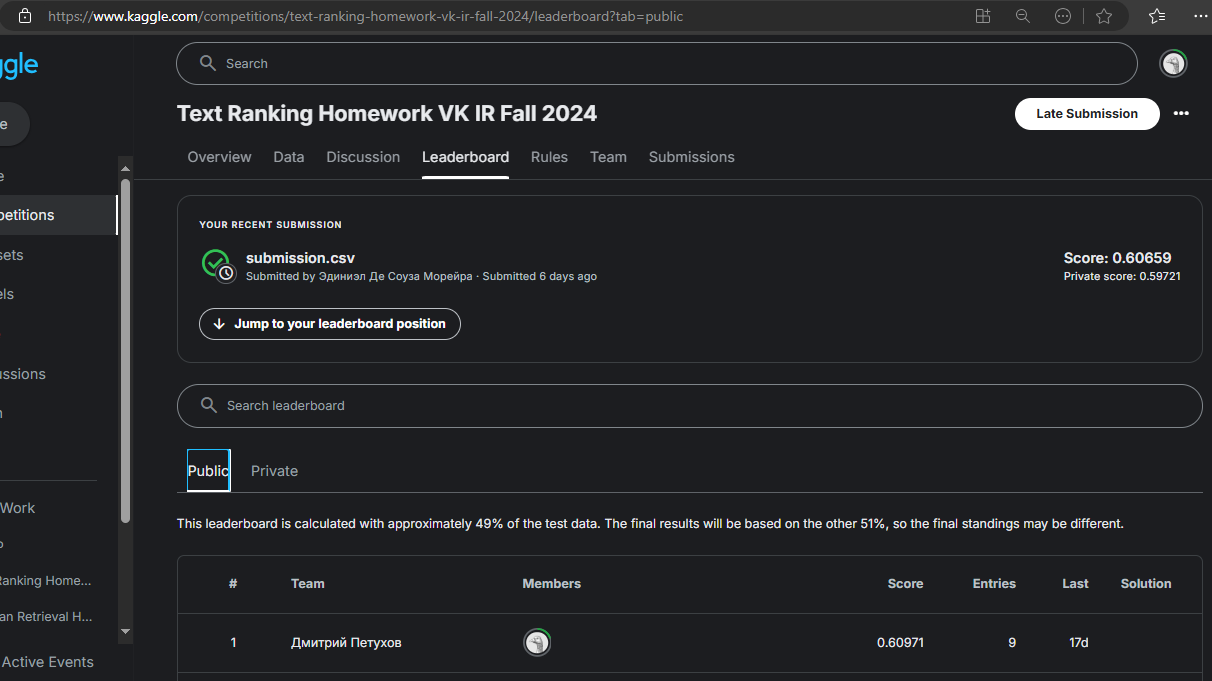 https://www.kaggle.com/competitions/text-ranking-homework-vk-ir-fall-2024/leaderboard?tab=public
ggle
Search
Text Ranking Homework VK IR Fall 2024
Late Submission
Overview Data Discussion Leaderboard Rules Team Submissions
petitions
sets
els
ussions
Work
Ranking Home...
an Retrieval H...
Active Events
YOUR RECENT SUBMISSION
submission.csv
Submitted by Эдиниэл Де Соуза Морейра · Submitted 6 days ago
Score: 0.60659
Private score: 0.59721
Jump to your leaderboard position
Search leaderboard
Public Private
This leaderboard is calculated with approximately 49% of the test data. The final results will be based on the other 51%, so the final standings may be different.
# Team Members Score Entries Last Solution
1 Дмитрий Петухов 0.60971 9 17d